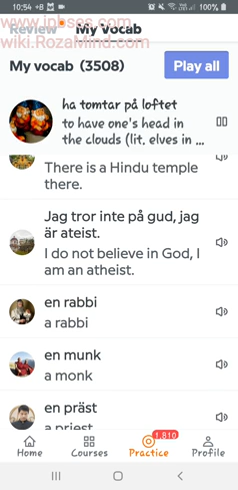 10:54 +B
100%
www.inbses.com
wiki.RozaMind.com
Review
My Vocab
My vocab (3508)
Play all
ha tomtar på loftet
to have one's head in
the clouds (lit. elves in ...
There is a Hindu temple
there.
Jag tror inte på gud, jag
är ateist.
I do not believe in God, I
am an atheist.
en rabbi
a rabbi
en munk
a monk
en präst
a priest
1,810
Home
Courses
Practice
Profile